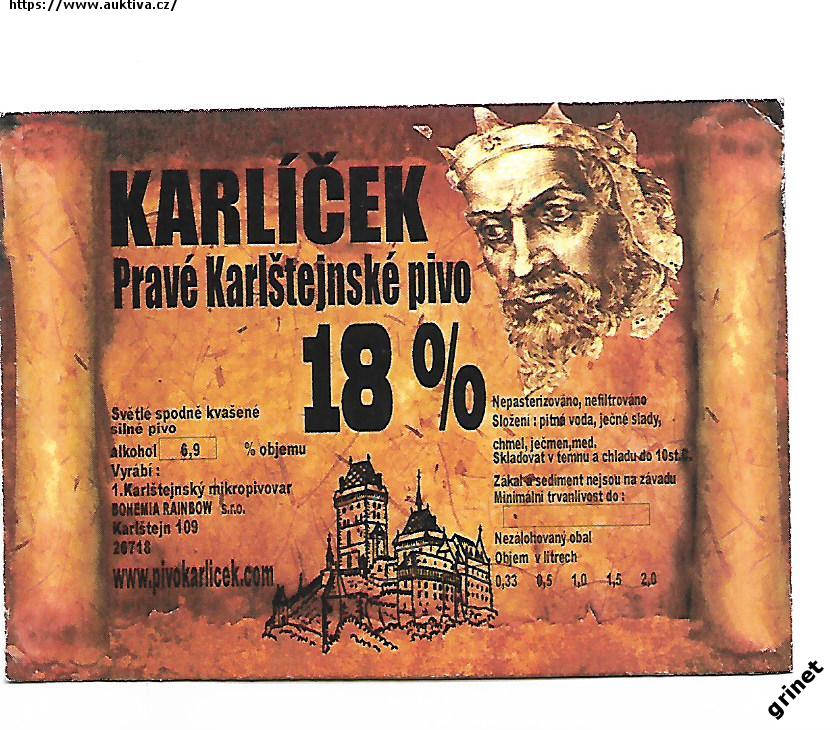 https://www.auktiva.cz/
KARLÍČEK
Pravé Karlštejnské pivo
18 %
Světlé spodně kvašené
silné pivo
alkohol 6,9 % objemu
Vyrábí :
1.Karlštejnský mikropivovar
BOHEMIA RAINBOW s.r.o.
Karlštejn 109
26718
www.pivokarlicek.com
Nepasterizováno, nefiltrováno
Složení : pitná voda, ječné slady,
chmel, ječmen,med.
Skladovat v temnu a chladu do 10st.C.
Zákal a sediment nejsou na závadu
Minimální trvanlivost do :
Nezálohovaný obal
Objem v litrech
0,33 0,5 1,0 1,5 2,0
grinet